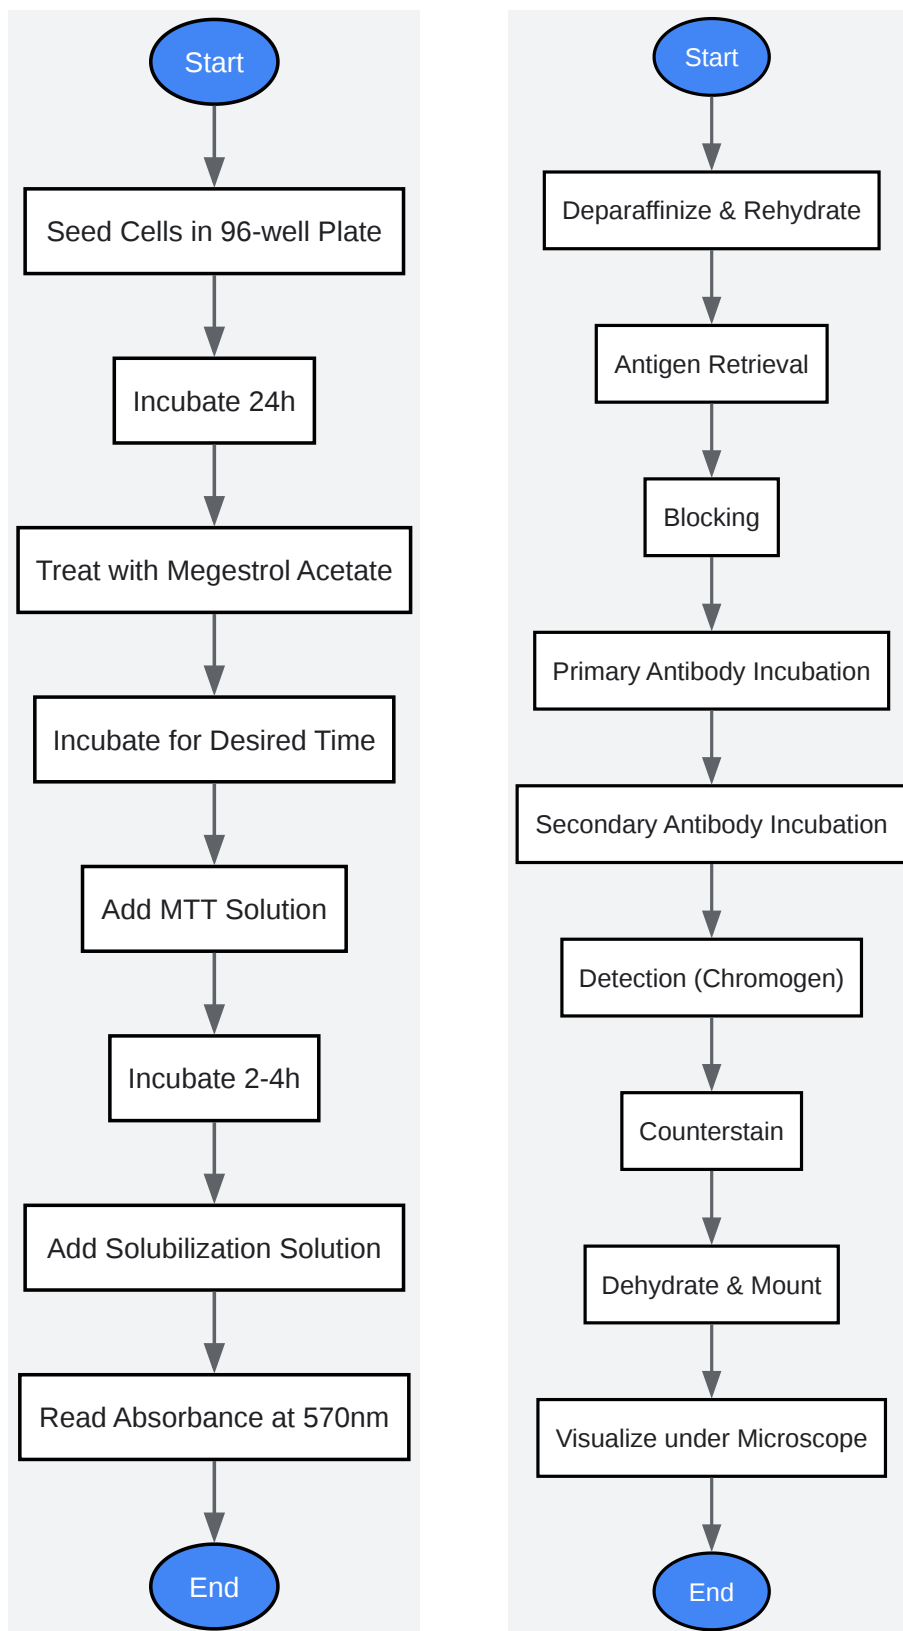 Start
Seed Cells in 96-well Plate
Incubate 24h
Treat with Megestrol Acetate
Incubate for Desired Time
Add MTT Solution
Incubate 2-4h
Add Solubilization Solution
Read Absorbance at 570nm
End
Start
Deparaffinize & Rehydrate
Antigen Retrieval
Blocking
Primary Antibody Incubation
Secondary Antibody Incubation
Detection (Chromogen)
Counterstain
Dehydrate & Mount
Visualize under Microscope
End